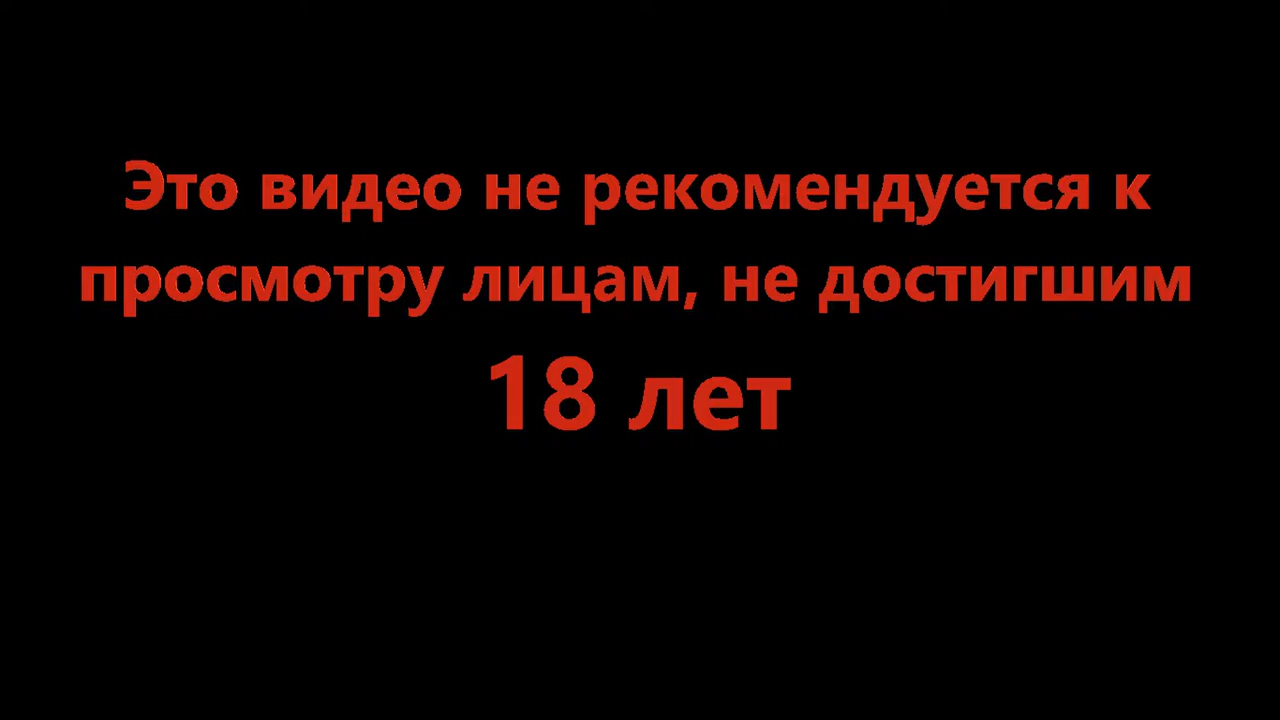 Это видео не рекомендуется к
просмотру лицам, не достигшим
18 лет